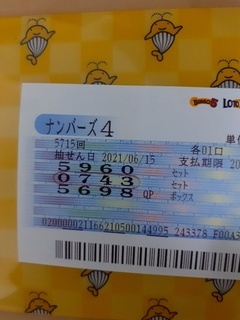 BINGO5 LOTO
ナンバーズ4
5715回 各01口
抽せん日 2021/06/15 支払期限 20
5960 セット
0743 セット
5698 QP ボックス
020000021166210500144995 243378 F00A3